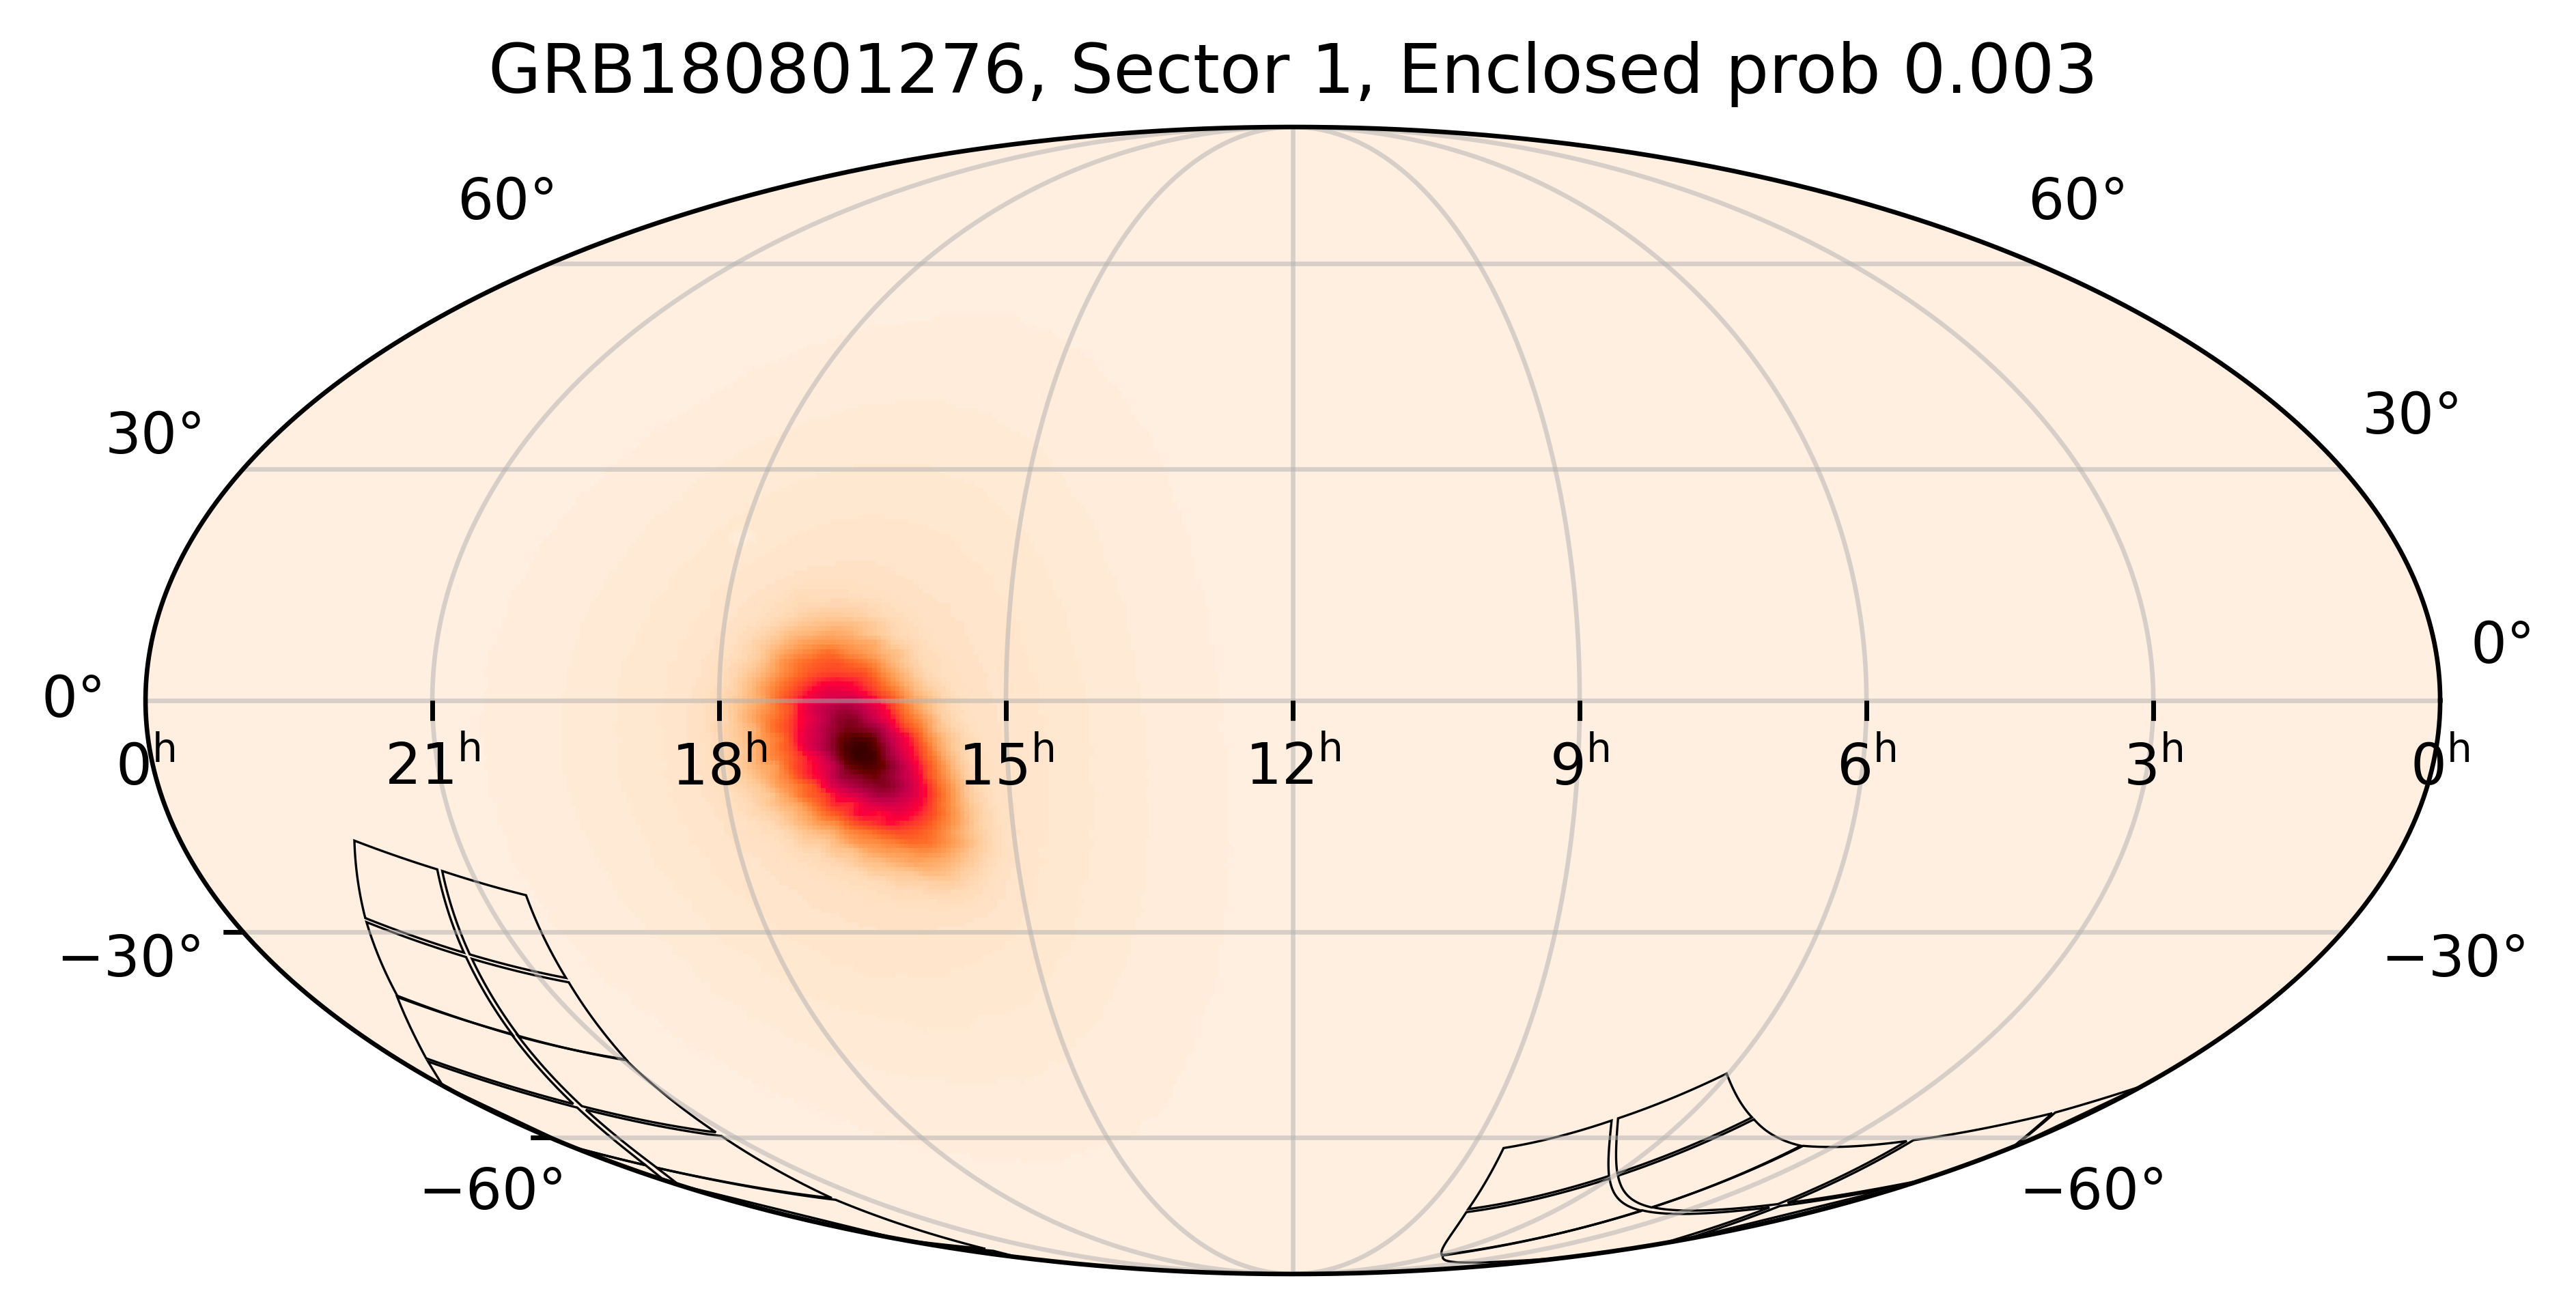 GRB180801276, Sector 1, Enclosed prob 0.003
60° 60°
30° 30°
0° 0°
0h 21h 18h 15h 12h 9h 6h 3h 0h
−30° −30°
−60° −60°